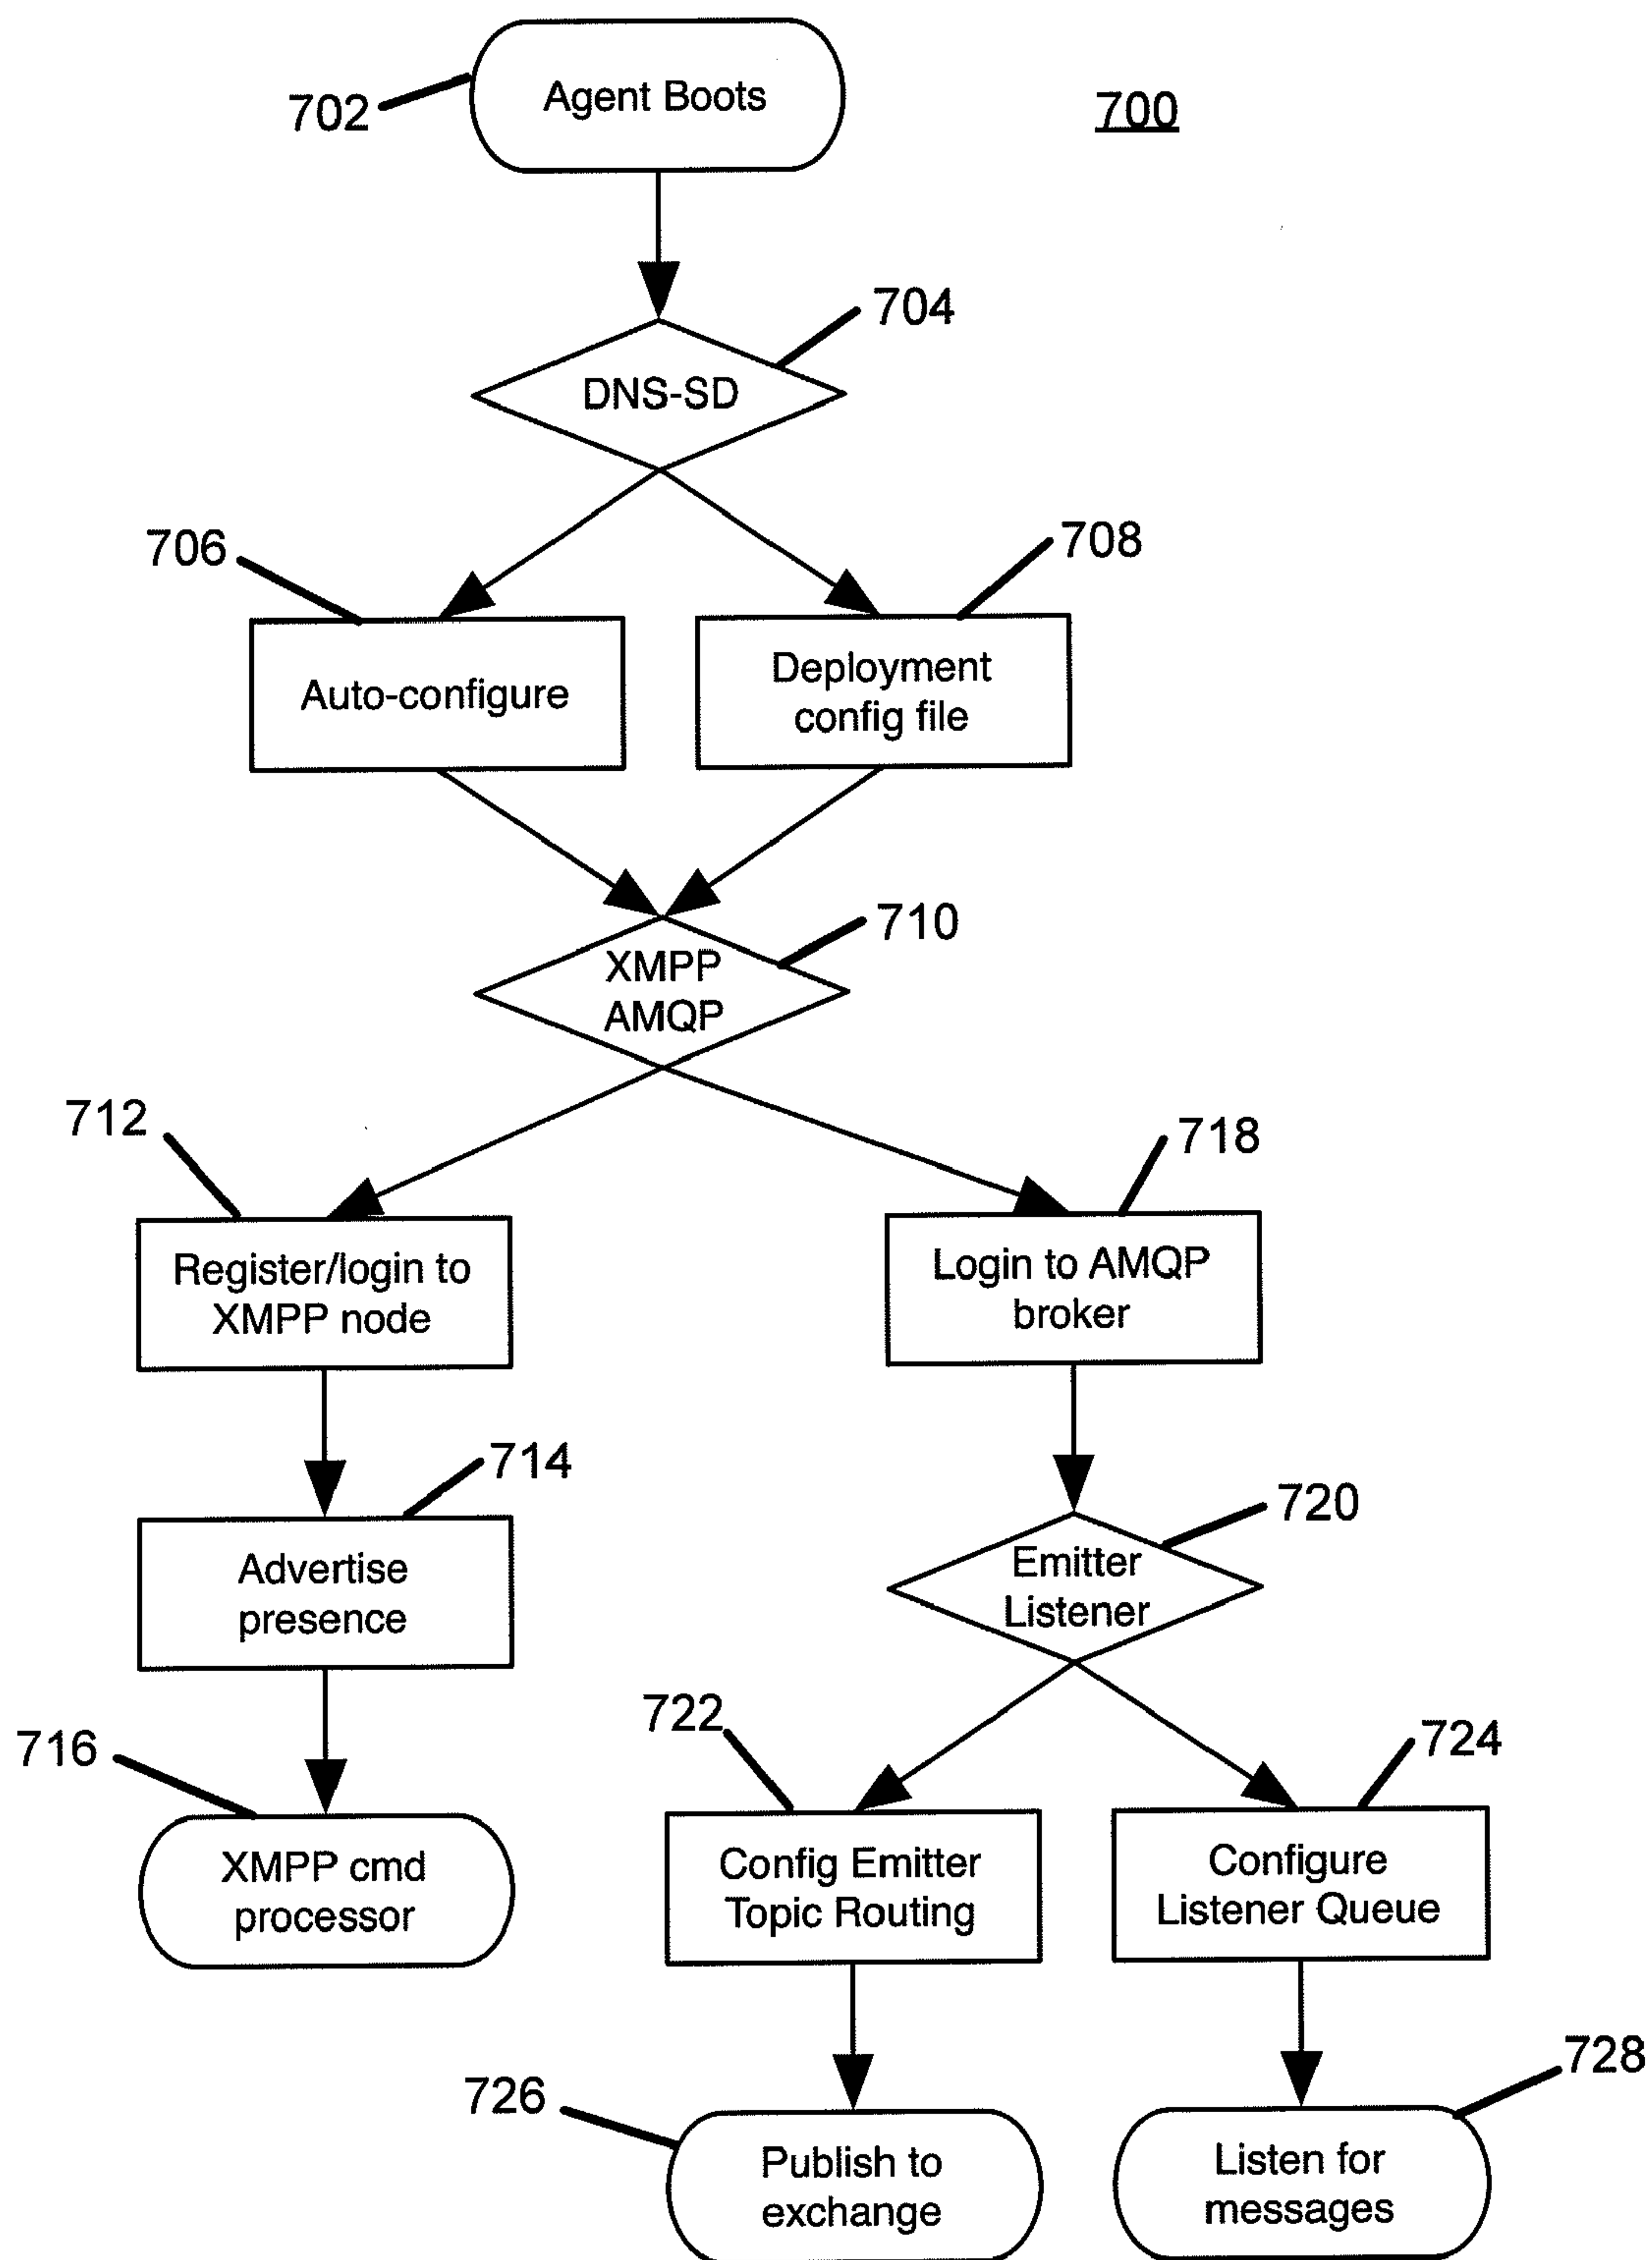 702
Agent Boots
700
704
DNS-SD
706
708
Auto-configure
Deployment
config file
710
XMPP
AMQP
712
718
Register/login to
XMPP node
Login to AMQP
broker
714
720
Advertise
presence
Emitter
Listener
722
724
716
XMPP cmd
processor
Config Emitter
Topic Routing
Configure
Listener Queue
726
728
Publish to
exchange
Listen for
messages